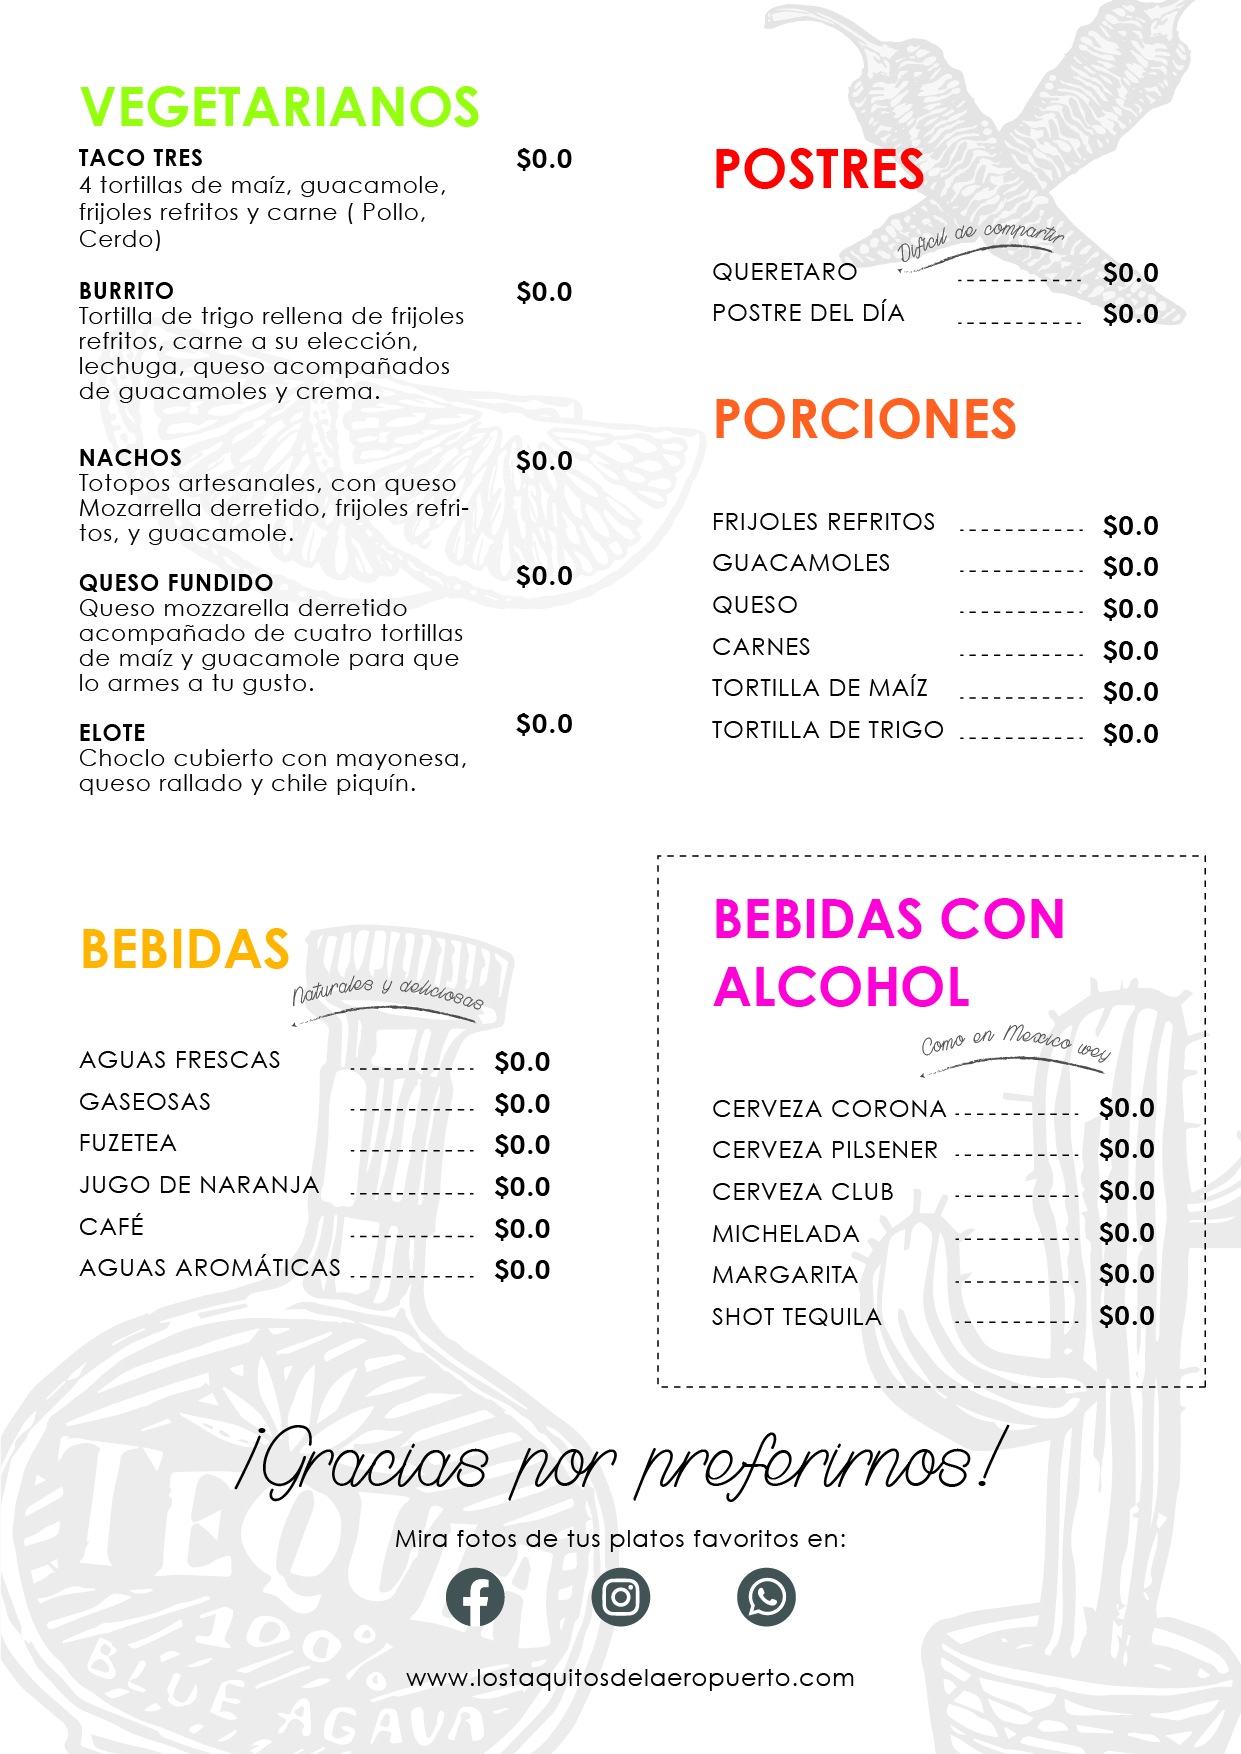 VEGETARIANOS
TACO TRES $0.0
4 tortillas de maíz, guacamole,
frijoles refritos y carne ( Pollo,
Cerdo)
BURRITO $0.0
Tortilla de trigo rellena de frijoles
refritos, carne a su elección,
lechuga, queso acompañados
de guacamoles y crema.
NACHOS $0.0
Totopos artesanales, con queso
Mozarrella derretido, frijoles refri-
tos, y guacamole.
QUESO FUNDIDO $0.0
Queso mozzarella derretido
acompañado de cuatro tortillas
de maíz y guacamole para que
lo armes a tu gusto.
ELOTE $0.0
Choclo cubierto con mayonesa,
queso rallado y chile piquín.
POSTRES
Dificil de compartir
QUERETARO $0.0
POSTRE DEL DÍA $0.0
PORCIONES
FRIJOLES REFRITOS $0.0
GUACAMOLES $0.0
QUESO $0.0
CARNES $0.0
TORTILLA DE MAÍZ $0.0
TORTILLA DE TRIGO $0.0
BEBIDAS
Naturales y deliciosas
AGUAS FRESCAS $0.0
GASEOSAS $0.0
FUZETEA $0.0
JUGO DE NARANJA $0.0
CAFÉ $0.0
AGUAS AROMÁTICAS $0.0
BEBIDAS CON
ALCOHOL
Como en Mexico wey
CERVEZA CORONA $0.0
CERVEZA PILSENER $0.0
CERVEZA CLUB $0.0
MICHELADA $0.0
MARGARITA $0.0
SHOT TEQUILA $0.0
¡Gracias por preferirnos!
Mira fotos de tus platos favoritos en:
www.lostaquitosdelaeropuerto.com
TEQUILA
100%
BLUE AGAVA